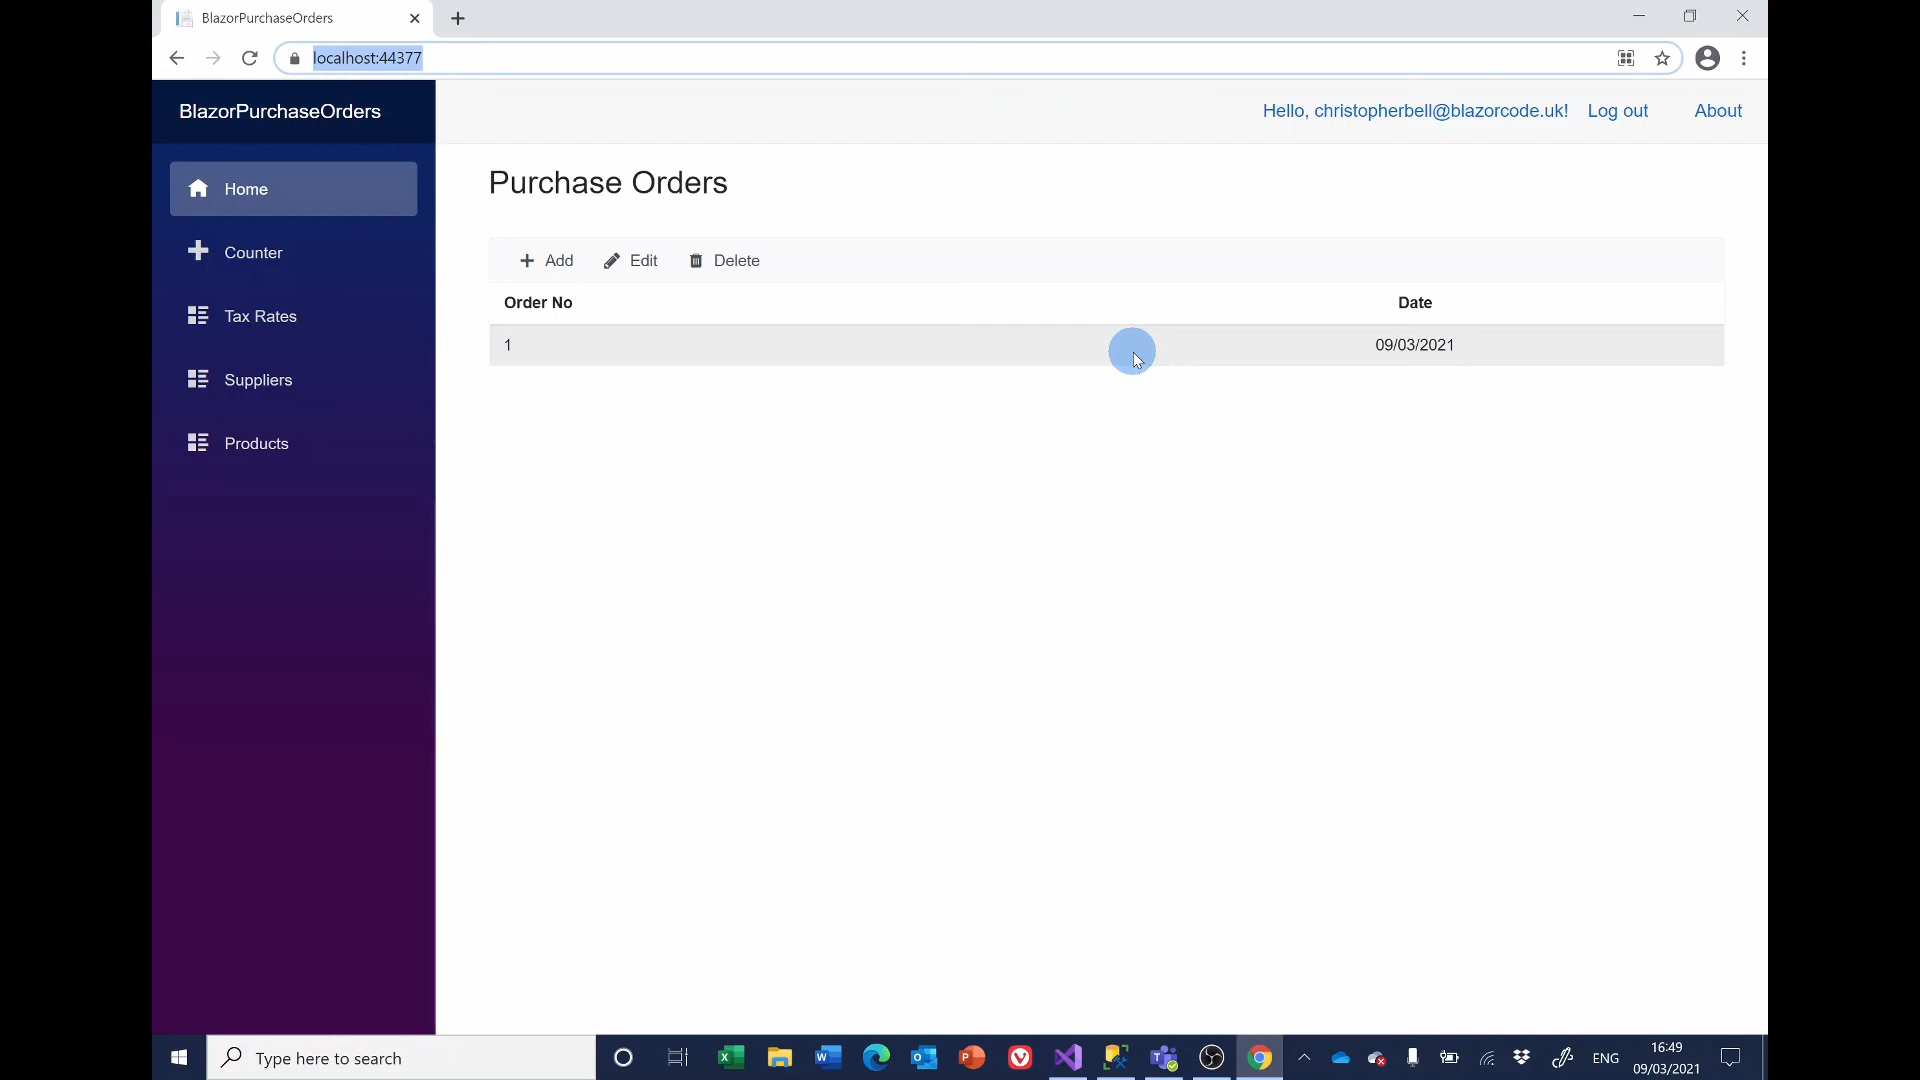 BlazorPurchaseOrders
localhost:44377
BlazorPurchaseOrders
Hello, christopherbell@blazorcode.uk! Log out About
Home
Counter
Tax Rates
Suppliers
Products
Purchase Orders
Add Edit Delete
Order No Date
1 09/03/2021
Type here to search
ENG
16:49
09/03/2021